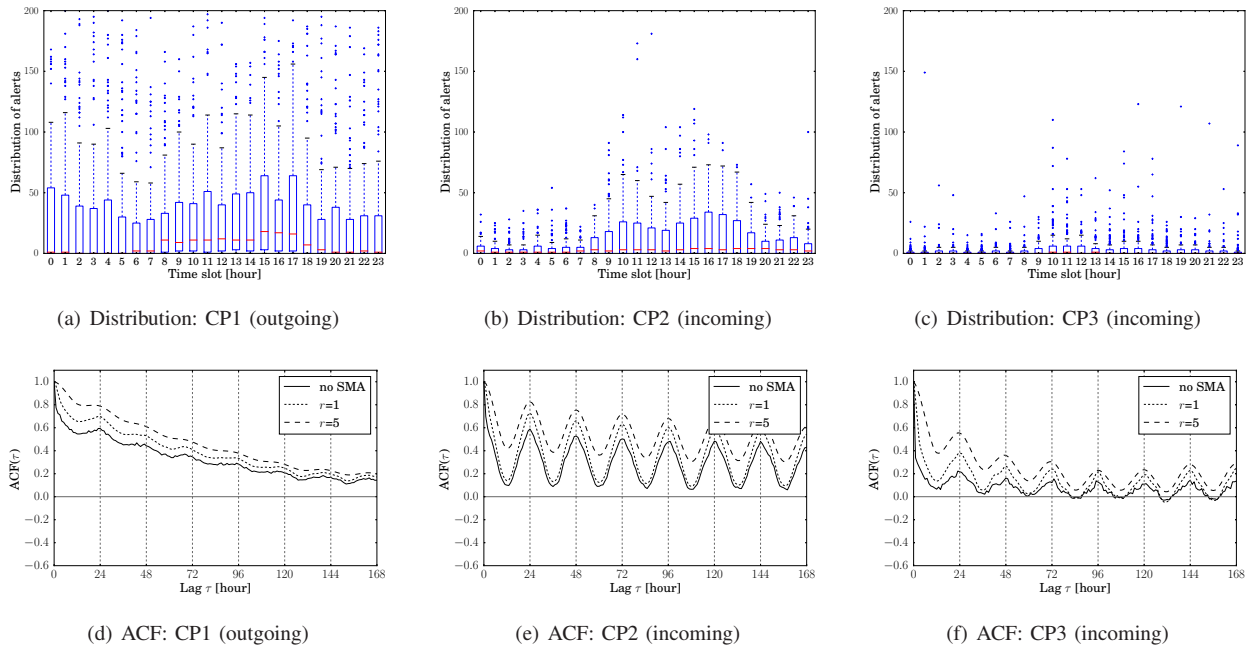 200
150
100
50
0
Distribution of alerts
0 1 2 3 4 5 6 7 8 9 10 11 12 13 14 15 16 17 18 19 20 21 22 23
Time slot [hour]
(a) Distribution: CP1 (outgoing)
200
150
100
50
0
Distribution of alerts
0 1 2 3 4 5 6 7 8 9 10 11 12 13 14 15 16 17 18 19 20 21 22 23
Time slot [hour]
(b) Distribution: CP2 (incoming)
200
150
100
50
0
Distribution of alerts
0 1 2 3 4 5 6 7 8 9 10 11 12 13 14 15 16 17 18 19 20 21 22 23
Time slot [hour]
(c) Distribution: CP3 (incoming)
1.0
0.8
0.6
0.4
0.2
0.0
−0.2
−0.4
−0.6
ACF(τ)
no SMA
r=1
r=5
0 24 48 72 96 120 144 168
Lag τ [hour]
(d) ACF: CP1 (outgoing)
1.0
0.8
0.6
0.4
0.2
0.0
−0.2
−0.4
−0.6
ACF(τ)
no SMA
r=1
r=5
0 24 48 72 96 120 144 168
Lag τ [hour]
(e) ACF: CP2 (incoming)
1.0
0.8
0.6
0.4
0.2
0.0
−0.2
−0.4
−0.6
ACF(τ)
no SMA
r=1
r=5
0 24 48 72 96 120 144 168
Lag τ [hour]
(f) ACF: CP3 (incoming)